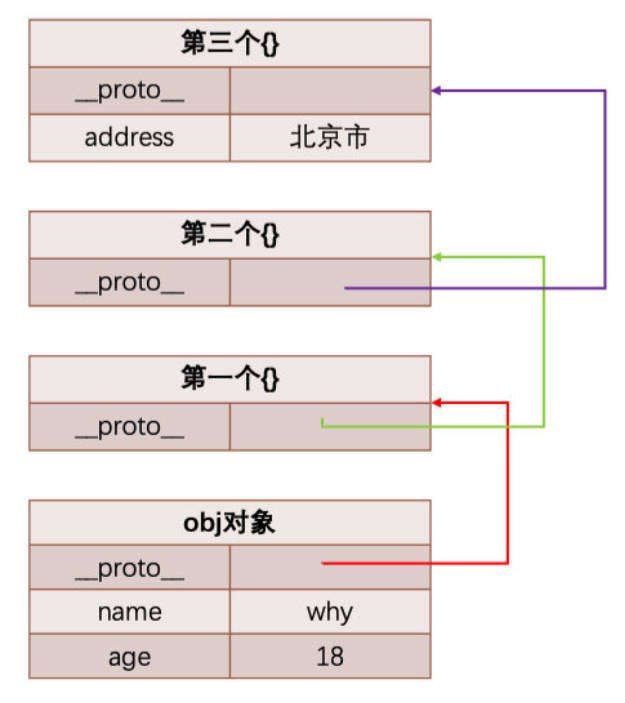 第三个{}
__proto__
address 北京市
第二个{}
__proto__
第一个{}
__proto__
obj对象
__proto__
name why
age 18